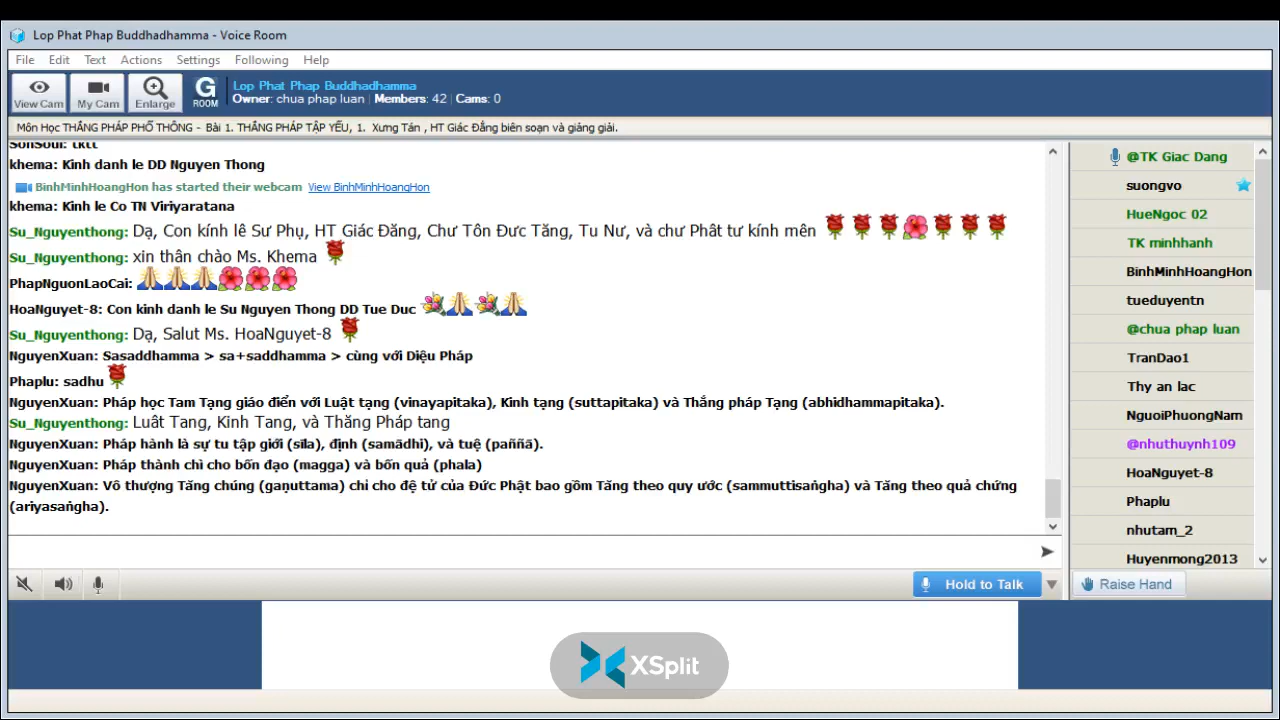 Lop Phat Phap Buddhadhamma - Voice Room
File Edit Text Actions Settings Following Help
View Cam My Cam Enlarge G ROOM
Lop Phat Phap Buddhadhamma
Owner: chua phap luan | Members: 42 | Cams: 0
Môn Học THẮNG PHÁP PHỔ THÔNG - Bài 1. THẮNG PHÁP TẬP YẾU, 1. Xưng Tán , HT Giác Đẳng biên soạn và giảng giải.
SonSoul: tktt
khema: Kinh danh le DD Nguyen Thong
BinhMinhHoangHon has started their webcam View BinhMinhHoangHon
khema: Kinh le Co TN Viriyaratana
Su_Nguyenthong: Dạ, Con kính lê Sư Phụ, HT Giác Đăng, Chư Tôn Đưc Tăng, Tu Nư, và chư Phât tư kính mên
Su_Nguyenthong: xin thân chào Ms. Khema
PhapNguonLaoCai:
HoaNguyet-8: Con kinh danh le Su Nguyen Thong DD Tue Duc
Su_Nguyenthong: Dạ, Salut Ms. HoaNguyet-8
NguyenXuan: Sasaddhamma > sa+saddhamma > cùng với Diệu Pháp
Phaplu: sadhu
NguyenXuan: Pháp học Tam Tạng giáo điển với Luật tạng (vinayapitaka), Kinh tạng (suttapitaka) và Thắng pháp Tạng (abhidhammapitaka).
Su_Nguyenthong: Luât Tang, Kinh Tang, và Thăng Pháp tang
NguyenXuan: Pháp hành là sự tu tập giới (sīla), định (samādhi), và tuệ (paññā).
NguyenXuan: Pháp thành chỉ cho bốn đạo (magga) và bốn quả (phala)
NguyenXuan: Vô thượng Tăng chúng (gaṇuttama) chỉ cho đệ tử của Đức Phật bao gồm Tăng theo quy ước (sammuttisaṅgha) và Tăng theo quả chứng
(ariyasaṅgha).
@TK Giac Dang
suongvo
HueNgoc 02
TK minhhanh
BinhMinhHoangHon
tueduyentn
@chua phap luan
TranDao1
Thy an lac
NguoiPhuongNam
@nhuthuynh109
HoaNguyet-8
Phaplu
nhutam_2
Huyenmong2013
Hold to Talk
Raise Hand
XSplit